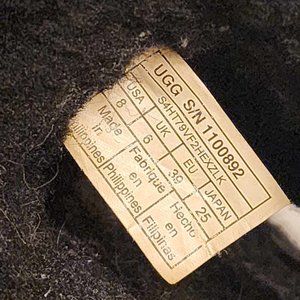 UGG S/N 1100892
S4HT79VF2HEXZLK
USA UK EU JAPAN
8 6 39 25
Made Fabriqué Hecho
in en en
Philippines Philippines Filipinas